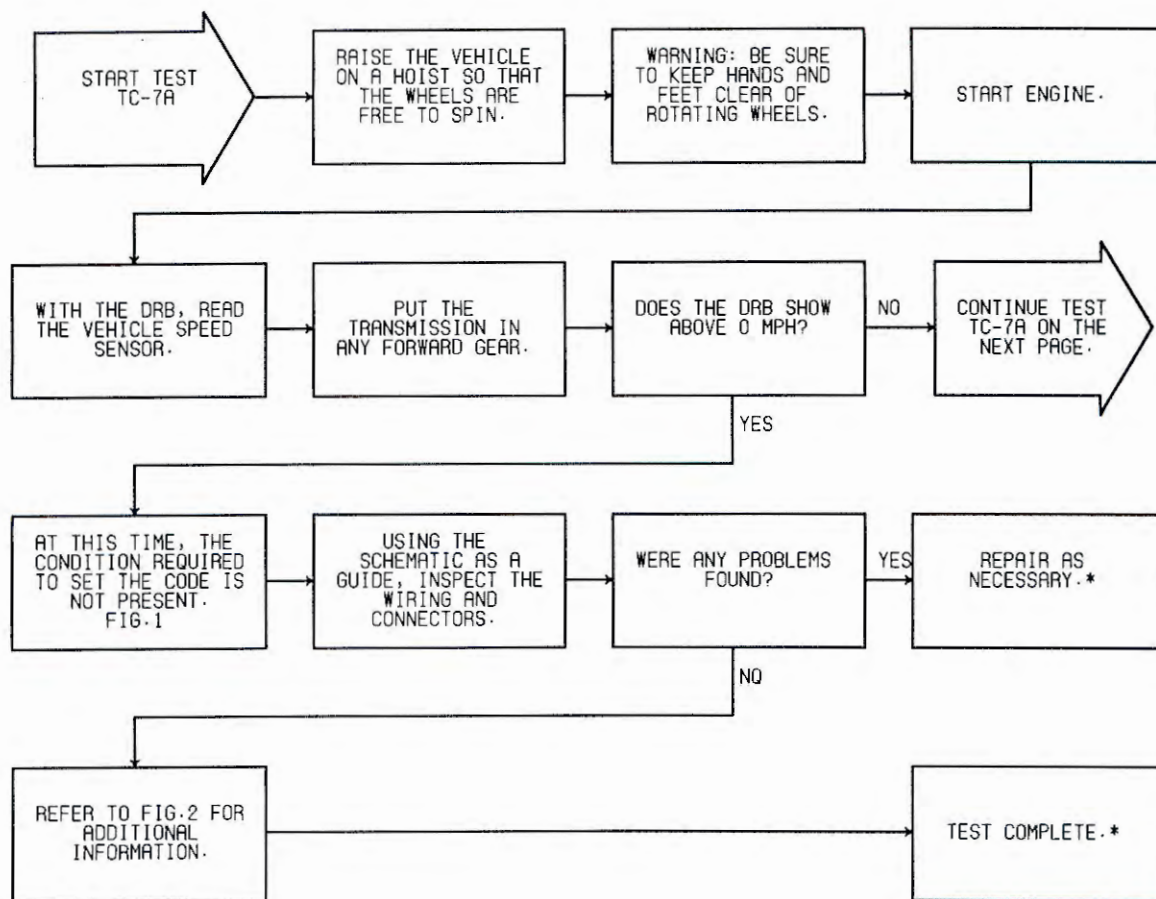 START TEST
TC-7A
RAISE THE VEHICLE
ON A HOIST SO THAT
THE WHEELS ARE
FREE TO SPIN.
WARNING: BE SURE
TO KEEP HANDS AND
FEET CLEAR OF
ROTATING WHEELS.
START ENGINE.
WITH THE DRB, READ
THE VEHICLE SPEED
SENSOR.
PUT THE
TRANSMISSION IN
ANY FORWARD GEAR.
DOES THE DRB SHOW
ABOVE 0 MPH?
NO
CONTINUE TEST
TC-7A ON THE
NEXT PAGE.
YES
AT THIS TIME, THE
CONDITION REQUIRED
TO SET THE CODE IS
NOT PRESENT.
FIG.1
USING THE
SCHEMATIC AS A
GUIDE, INSPECT THE
WIRING AND
CONNECTORS.
WERE ANY PROBLEMS
FOUND?
YES
REPAIR AS
NECESSARY.*
NO
REFER TO FIG.2 FOR
ADDITIONAL
INFORMATION.
TEST COMPLETE.*